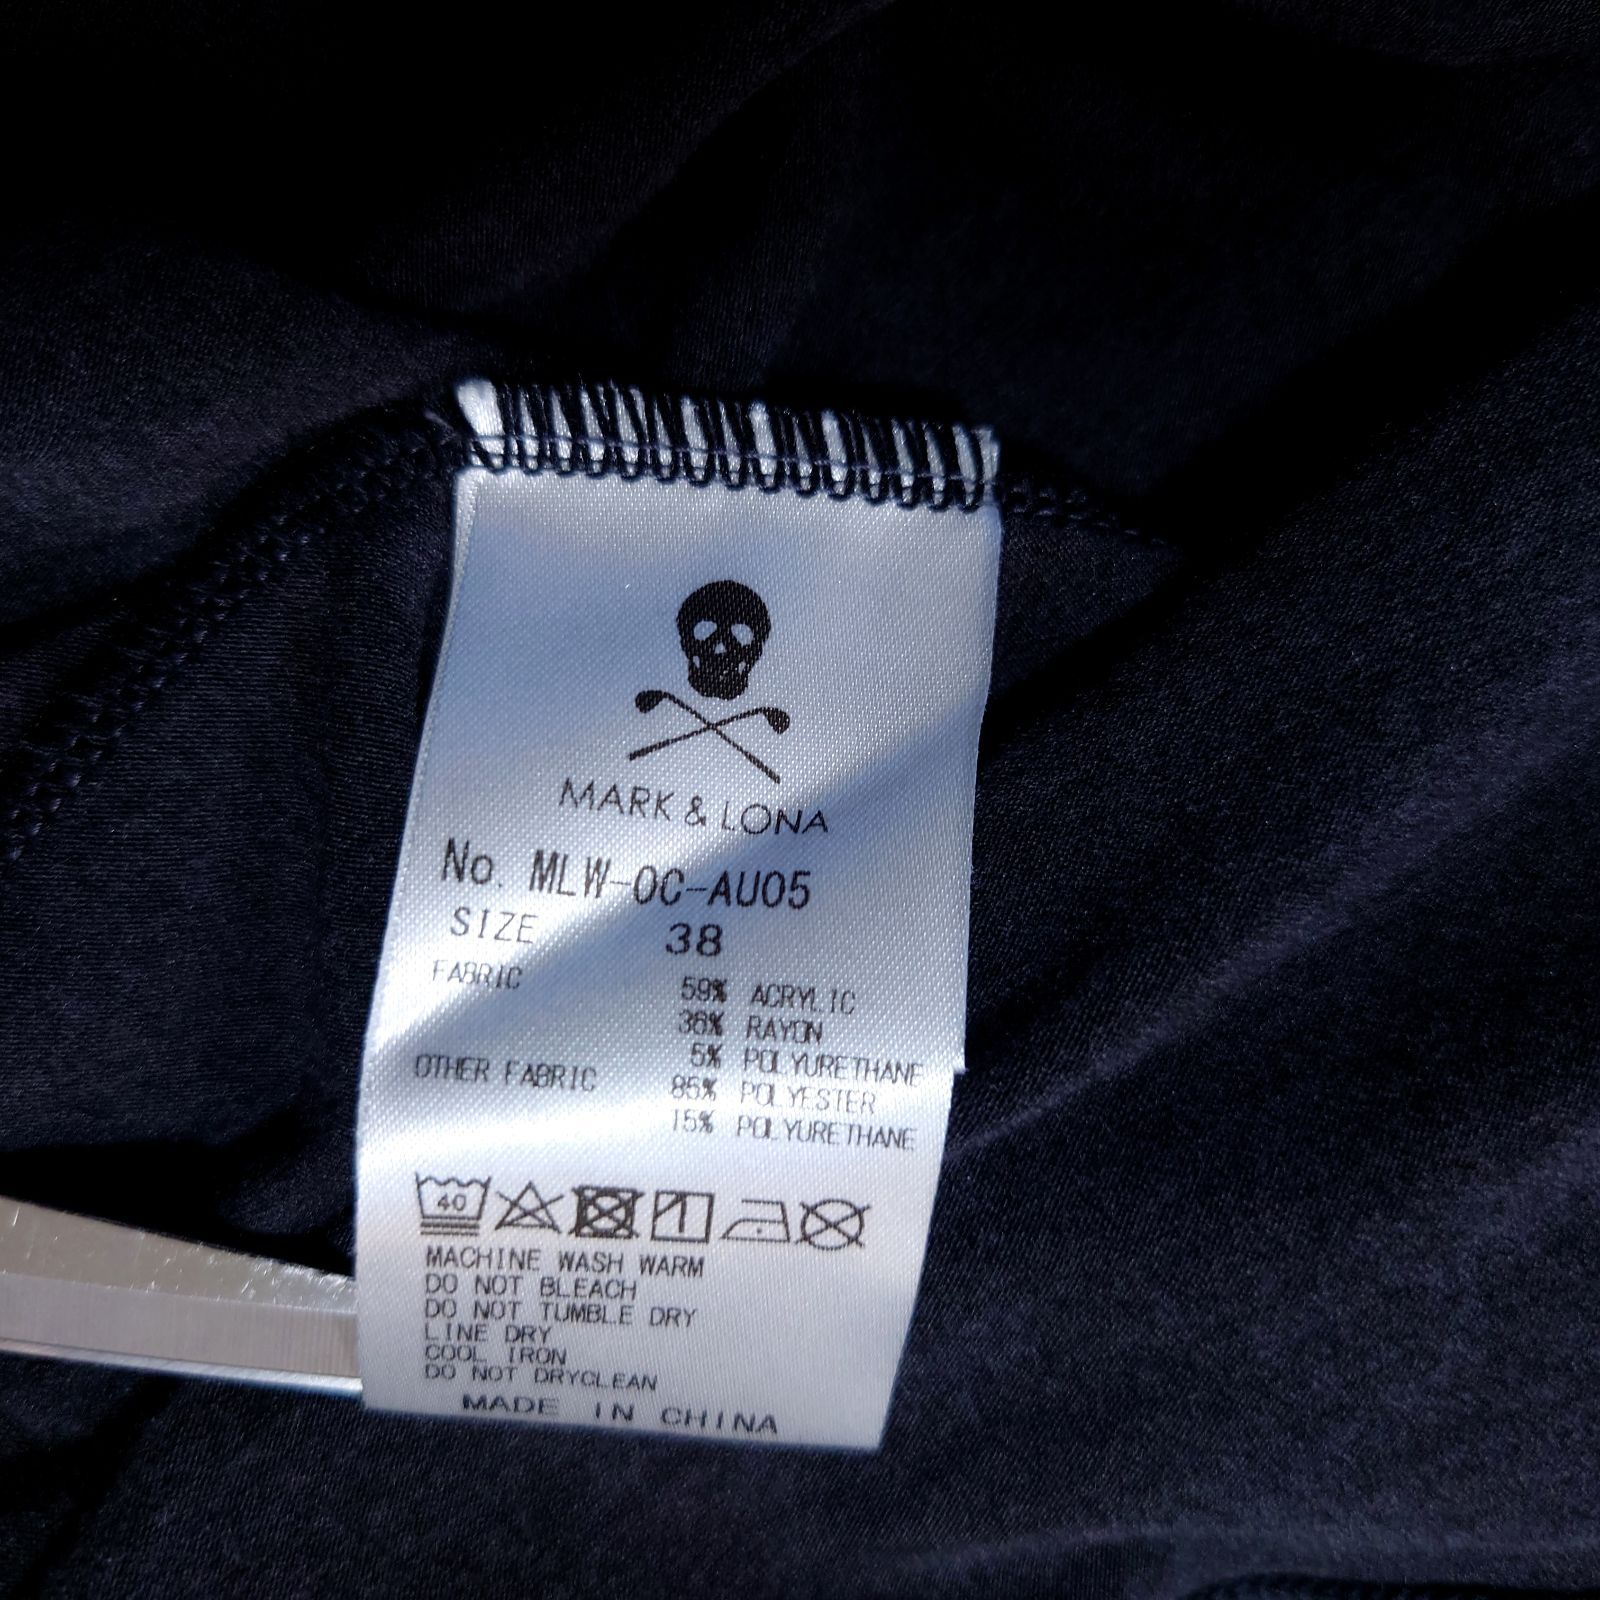 MARK & LONA
No. MLW-OC-AU05
SIZE 38
FABRIC 59% ACRYLIC
36% RAYON
5% POLYURETHANE
OTHER FABRIC 85% POLYESTER
15% POLYURETHANE
40
MACHINE WASH WARM
DO NOT BLEACH
DO NOT TUMBLE DRY
LINE DRY
COOL IRON
DO NOT DRYCLEAN
MADE IN CHINA